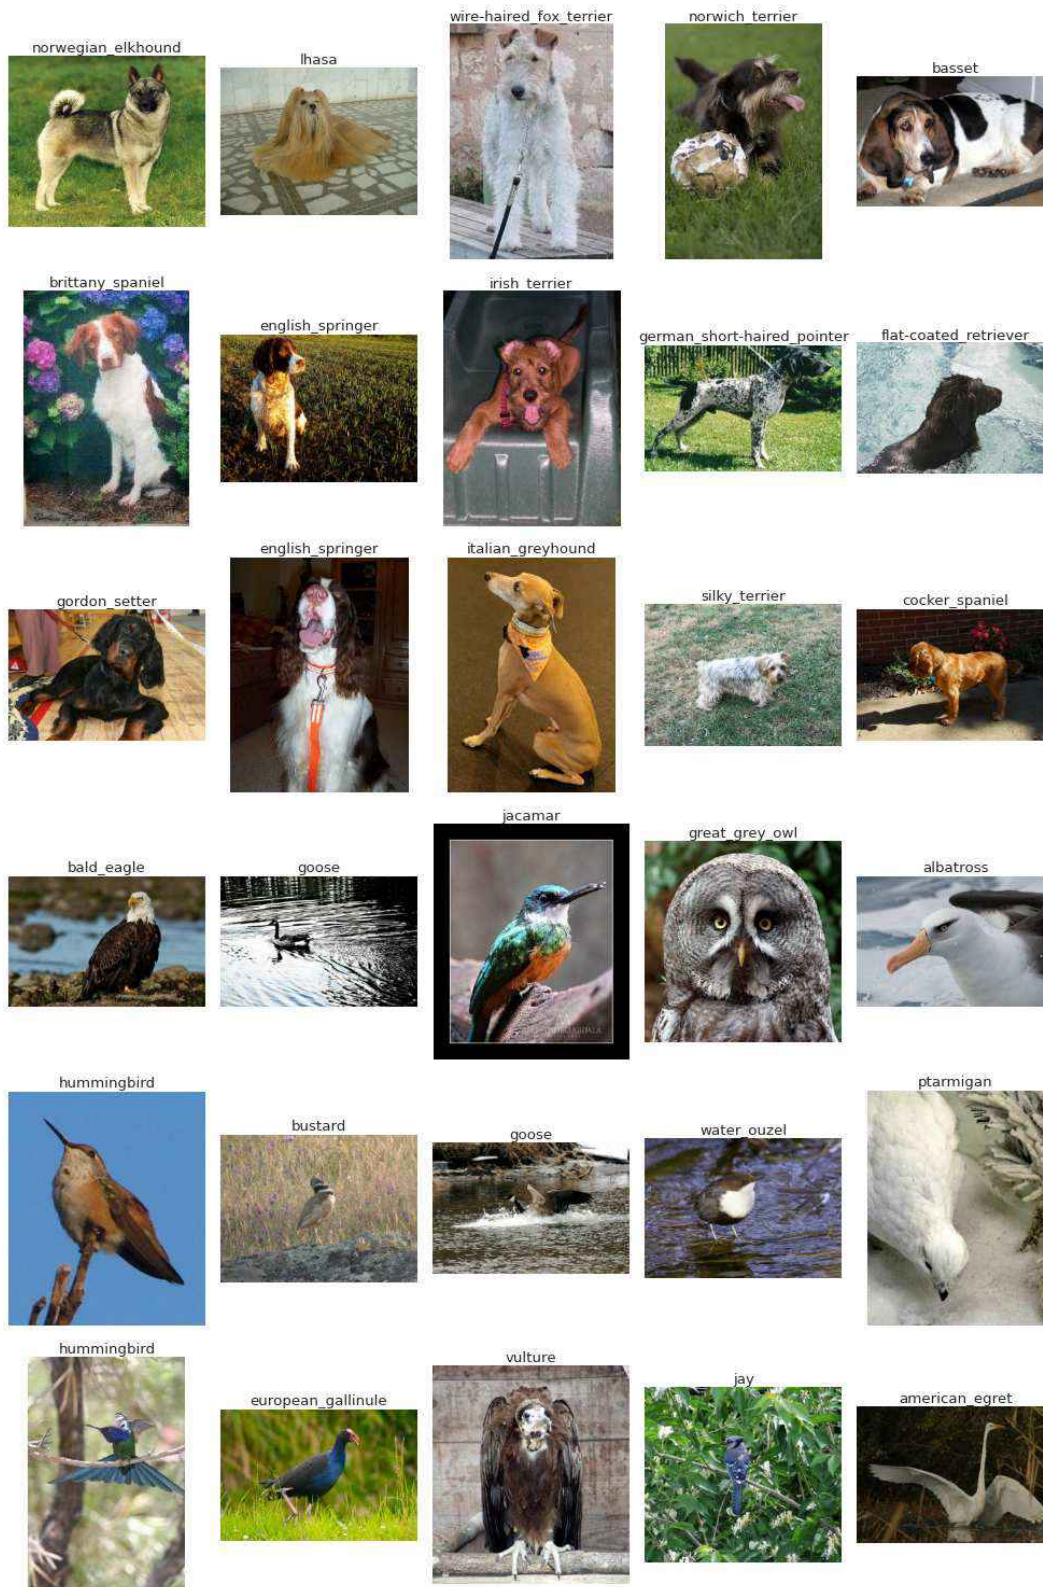 norwegian_elkhound
lhasa
wire-haired_fox_terrier
norwich_terrier
basset
brittany_spaniel
english_springer
irish_terrier
german_short-haired_pointer
flat-coated_retriever
gordon_setter
english_springer
italian_greyhound
silky_terrier
cocker_spaniel
bald_eagle
goose
jacamar
great_grey_owl
albatross
hummingbird
bustard
goose
water_ouzel
ptarmigan
hummingbird
european_gallinule
vulture
jay
american_egret